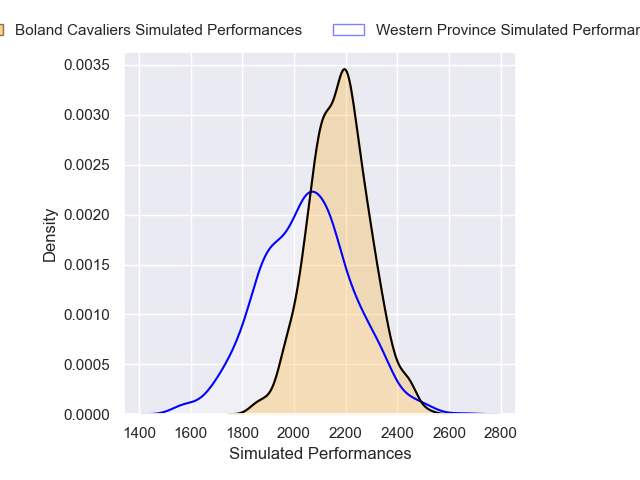 Boland Cavaliers Simulated Performances
Western Province Simulated
0.0035
0.0030
0.0025
0.0020
0.0015
0.0010
0.0005
0.0000
Density
1400 1600 1800 2000 2200 2400 2600 2800
Simulated Performances